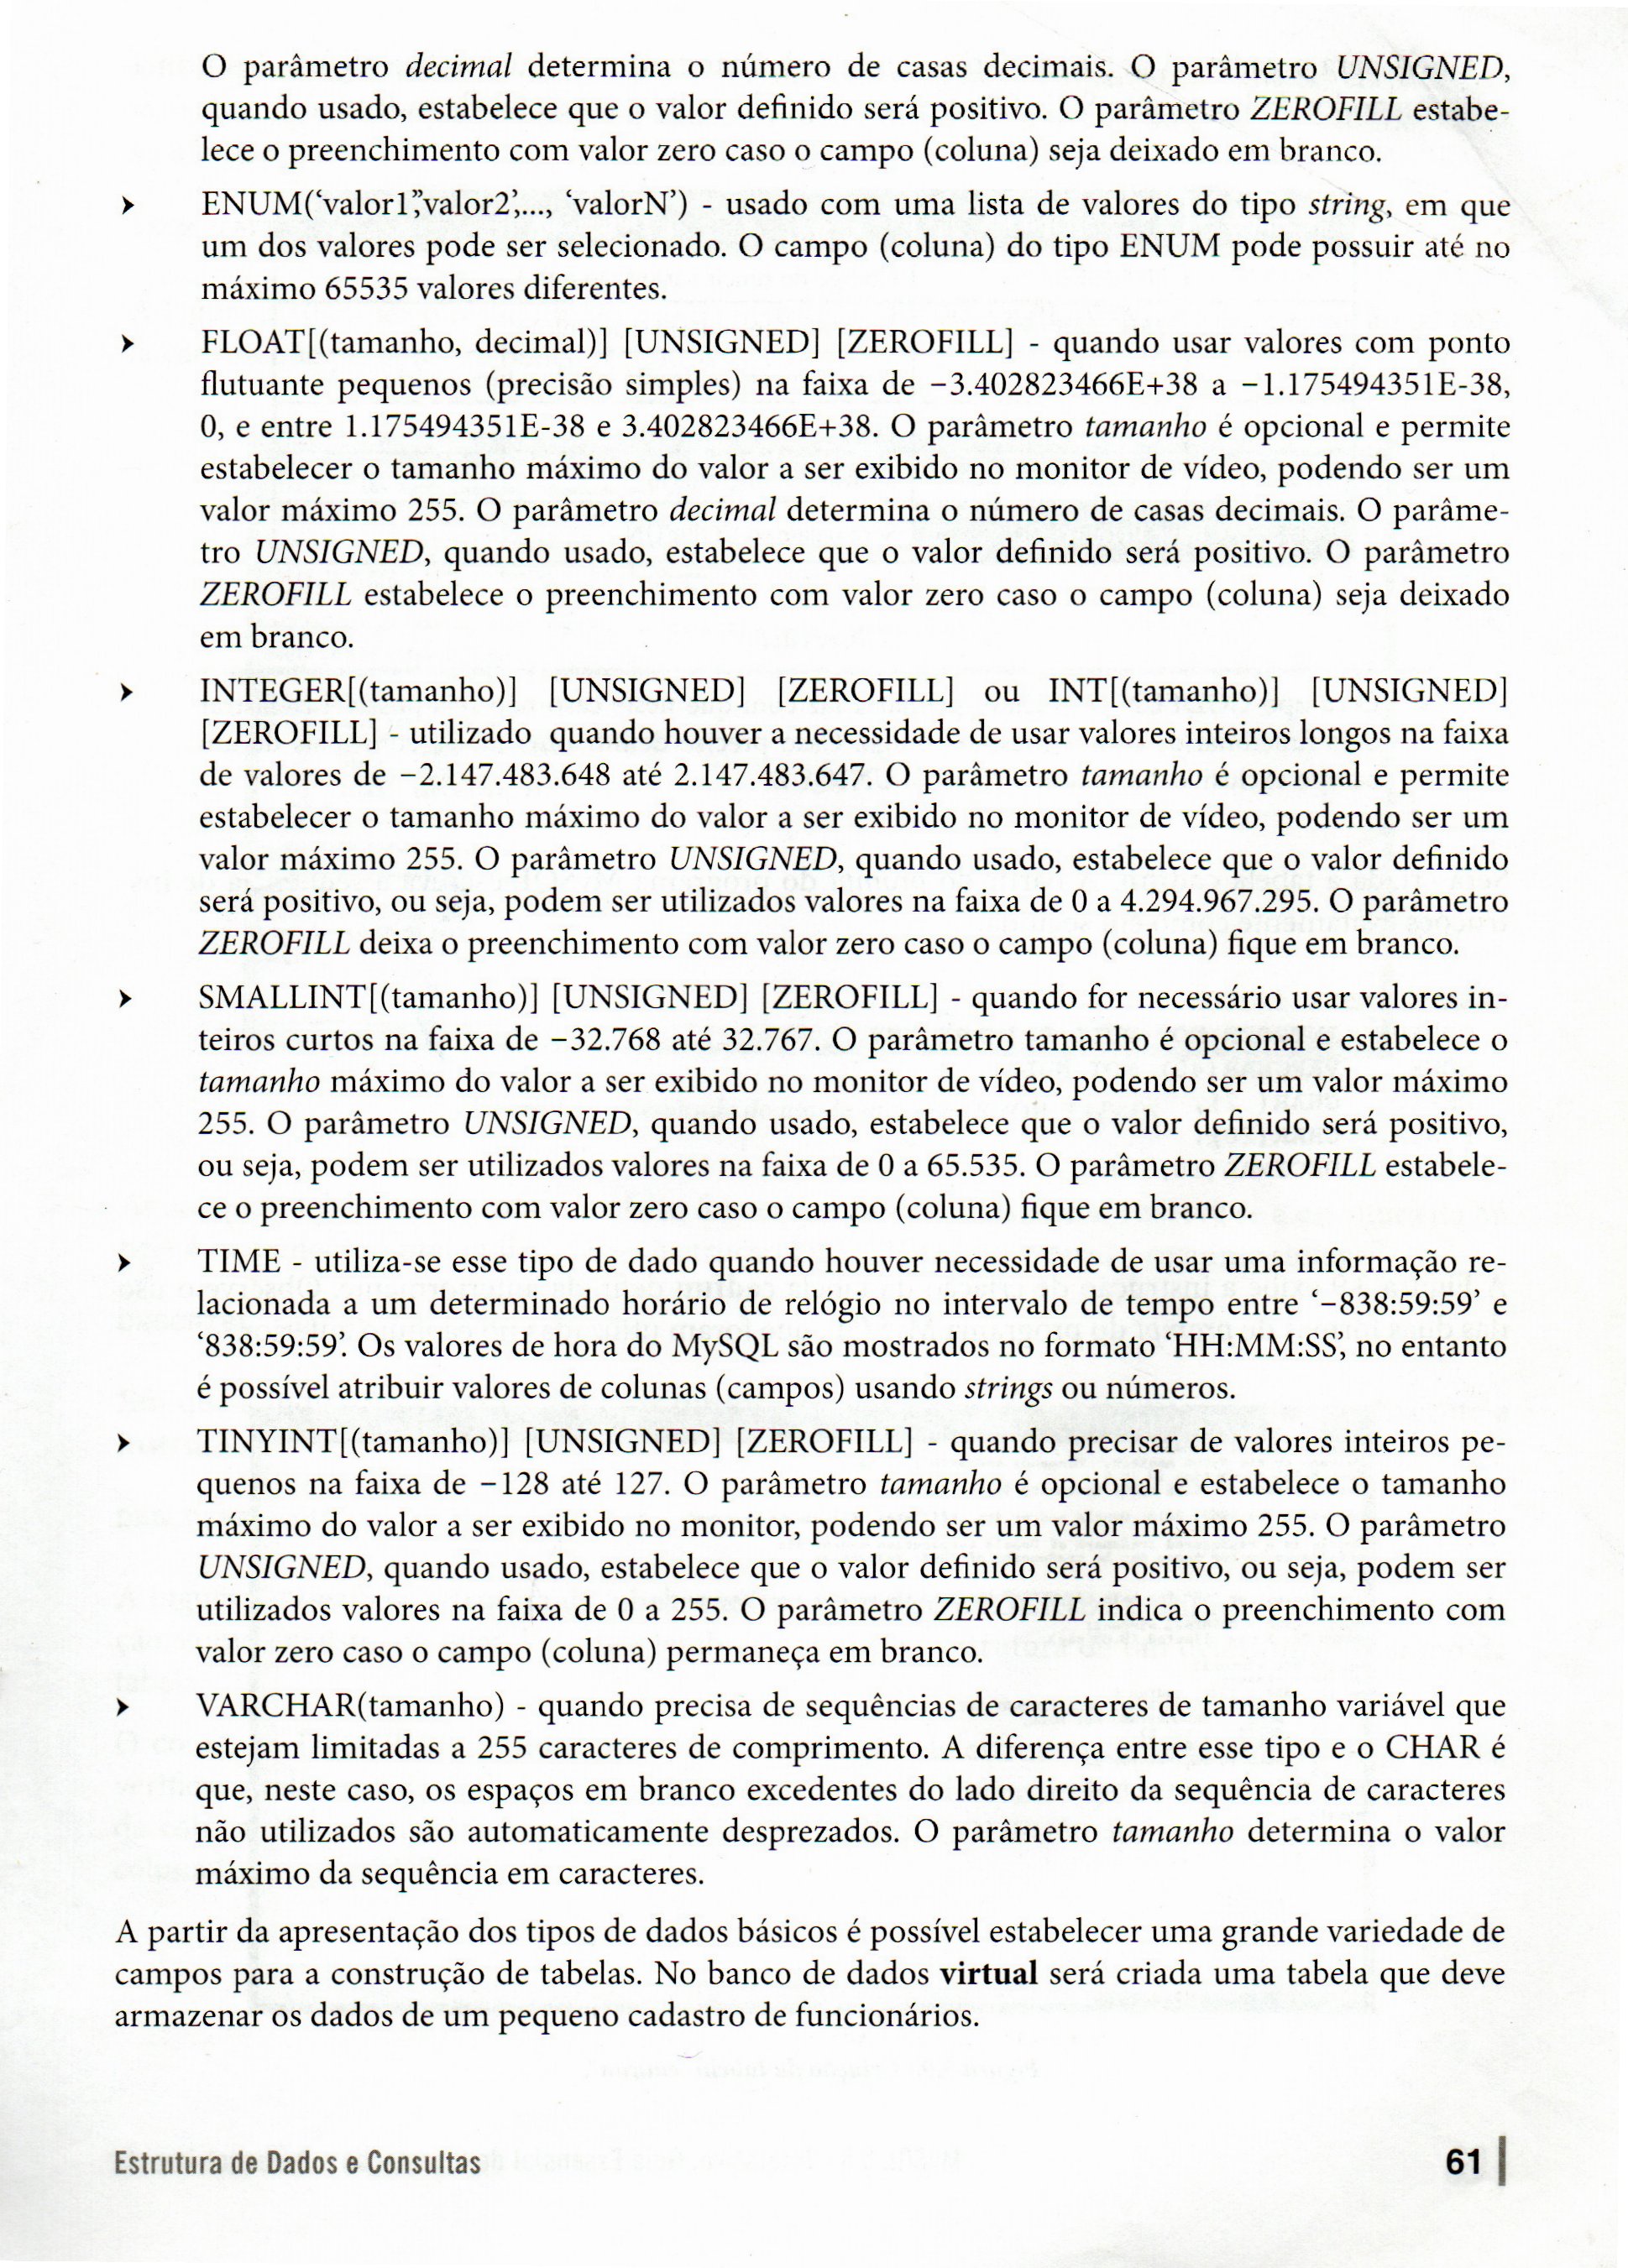 O parâmetro decimal determina o número de casas decimais. O parâmetro UNSIGNED,
quando usado, estabelece que o valor definido será positivo. O parâmetro ZEROFILL estabe-
lece o preenchimento com valor zero caso o campo (coluna) seja deixado em branco.
➤ ENUM(‘valor1’,’valor2’,..., ‘valorN’) - usado com uma lista de valores do tipo string, em que
um dos valores pode ser selecionado. O campo (coluna) do tipo ENUM pode possuir até no
máximo 65535 valores diferentes.
➤ FLOAT[(tamanho, decimal)] [UNSIGNED] [ZEROFILL] - quando usar valores com ponto
flutuante pequenos (precisão simples) na faixa de −3.402823466E+38 a −1.175494351E-38,
0, e entre 1.175494351E-38 e 3.402823466E+38. O parâmetro tamanho é opcional e permite
estabelecer o tamanho máximo do valor a ser exibido no monitor de vídeo, podendo ser um
valor máximo 255. O parâmetro decimal determina o número de casas decimais. O parâme-
tro UNSIGNED, quando usado, estabelece que o valor definido será positivo. O parâmetro
ZEROFILL estabelece o preenchimento com valor zero caso o campo (coluna) seja deixado
em branco.
➤ INTEGER[(tamanho)] [UNSIGNED] [ZEROFILL] ou INT[(tamanho)] [UNSIGNED]
[ZEROFILL] - utilizado quando houver a necessidade de usar valores inteiros longos na faixa
de valores de −2.147.483.648 até 2.147.483.647. O parâmetro tamanho é opcional e permite
estabelecer o tamanho máximo do valor a ser exibido no monitor de vídeo, podendo ser um
valor máximo 255. O parâmetro UNSIGNED, quando usado, estabelece que o valor definido
será positivo, ou seja, podem ser utilizados valores na faixa de 0 a 4.294.967.295. O parâmetro
ZEROFILL deixa o preenchimento com valor zero caso o campo (coluna) fique em branco.
➤ SMALLINT[(tamanho)] [UNSIGNED] [ZEROFILL] - quando for necessário usar valores in-
teiros curtos na faixa de −32.768 até 32.767. O parâmetro tamanho é opcional e estabelece o
tamanho máximo do valor a ser exibido no monitor de vídeo, podendo ser um valor máximo
255. O parâmetro UNSIGNED, quando usado, estabelece que o valor definido será positivo,
ou seja, podem ser utilizados valores na faixa de 0 a 65.535. O parâmetro ZEROFILL estabele-
ce o preenchimento com valor zero caso o campo (coluna) fique em branco.
➤ TIME - utiliza-se esse tipo de dado quando houver necessidade de usar uma informação re-
lacionada a um determinado horário de relógio no intervalo de tempo entre ‘−838:59:59’ e
‘838:59:59’. Os valores de hora do MySQL são mostrados no formato ‘HH:MM:SS’, no entanto
é possível atribuir valores de colunas (campos) usando strings ou números.
➤ TINYINT[(tamanho)] [UNSIGNED] [ZEROFILL] - quando precisar de valores inteiros pe-
quenos na faixa de −128 até 127. O parâmetro tamanho é opcional e estabelece o tamanho
máximo do valor a ser exibido no monitor, podendo ser um valor máximo 255. O parâmetro
UNSIGNED, quando usado, estabelece que o valor definido será positivo, ou seja, podem ser
utilizados valores na faixa de 0 a 255. O parâmetro ZEROFILL indica o preenchimento com
valor zero caso o campo (coluna) permaneça em branco.
➤ VARCHAR(tamanho) - quando precisa de sequências de caracteres de tamanho variável que
estejam limitadas a 255 caracteres de comprimento. A diferença entre esse tipo e o CHAR é
que, neste caso, os espaços em branco excedentes do lado direito da sequência de caracteres
não utilizados são automaticamente desprezados. O parâmetro tamanho determina o valor
máximo da sequência em caracteres.
A partir da apresentação dos tipos de dados básicos é possível estabelecer uma grande variedade de
campos para a construção de tabelas. No banco de dados virtual será criada uma tabela que deve
armazenar os dados de um pequeno cadastro de funcionários.
Estrutura de Dados e Consultas 61